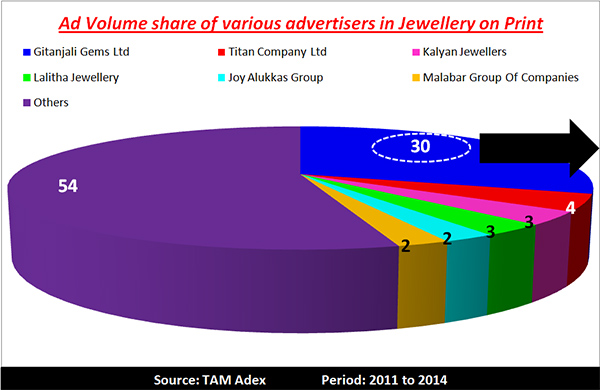 Ad Volume share of various advertisers in Jewellery on Print
Gitanjali Gems Ltd Titan Company Ltd Kalyan Jewellers
Lalitha Jewellery Joy Alukkas Group Malabar Group Of Companies
Others
30
54
4
3
3
2
2
Source: TAM Adex Period: 2011 to 2014